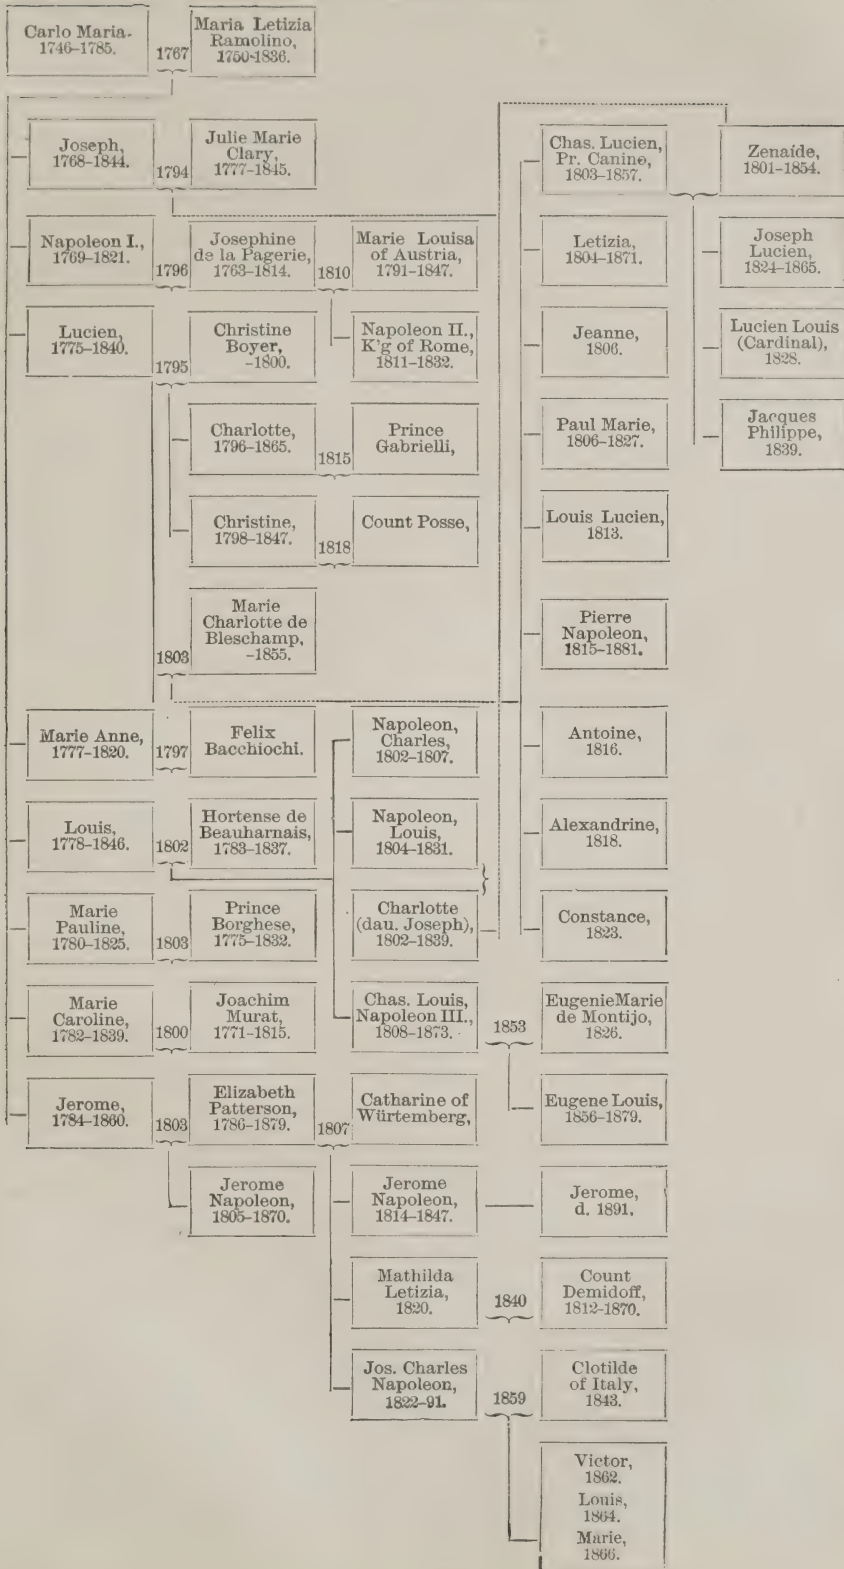 Carlo Maria.
1746-1785.
1767
Maria Letizia
Ramolino,
1750-1836.
Joseph,
1768-1844.
1794
Julie Marie
Clary,
1777-1845.
Napoleon I.,
1769-1821.
1796
Josephine
de la Pagerie,
1763-1814.
1810
Marie Louisa
of Austria,
1791-1847.
Lucien,
1775-1840.
1795
Christine
Boyer,
-1800.
Napoleon II.,
K'g of Rome,
1811-1832.
Charlotte,
1796-1865.
1815
Prince
Gabrielli,
Christine,
1798-1847.
1818
Count Posse,
1803
Marie
Charlotte de
Bleschamp,
-1855.
Marie Anne,
1777-1820.
1797
Felix
Bacchiochi.
Napoleon,
Charles,
1802-1807.
Louis,
1778-1846.
1802
Hortense de
Beauharnais,
1783-1837.
Napoleon,
Louis,
1804-1831.
Marie
Pauline,
1780-1825.
1803
Prince
Borghese,
1775-1832.
Charlotte
(dau. Joseph),
1802-1839.
Marie
Caroline,
1782-1839.
1800
Joachim
Murat,
1771-1815.
Chas. Louis,
Napoleon III.,
1808-1873.
1853
EugenieMarie
de Montijo,
1826.
Jerome,
1784-1860.
1803
Elizabeth
Patterson,
1786-1879.
1807
Catharine of
Würtemberg,
Eugene Louis,
1856-1879.
Jerome
Napoleon,
1805-1870.
Jerome
Napoleon,
1814-1847.
Jerome,
d. 1891.
Mathilda
Letizia,
1820.
1840
Count
Demidoff,
1812-1870.
Jos. Charles
Napoleon,
1822-91.
1859
Clotilde
of Italy,
1843.
Victor,
1862.
Louis,
1864.
Marie,
1866.
Chas. Lucien,
Pr. Canine,
1803-1857.
Zenaïde,
1801-1854.
Letizia,
1804-1871.
Joseph
Lucien,
1824-1865.
Jeanne,
1806.
Lucien Louis
(Cardinal),
1828.
Paul Marie,
1806-1827.
Jacques
Philippe,
1839.
Louis Lucien,
1813.
Pierre
Napoleon,
1815-1881.
Antoine,
1816.
Alexandrine,
1818.
Constance,
1823.